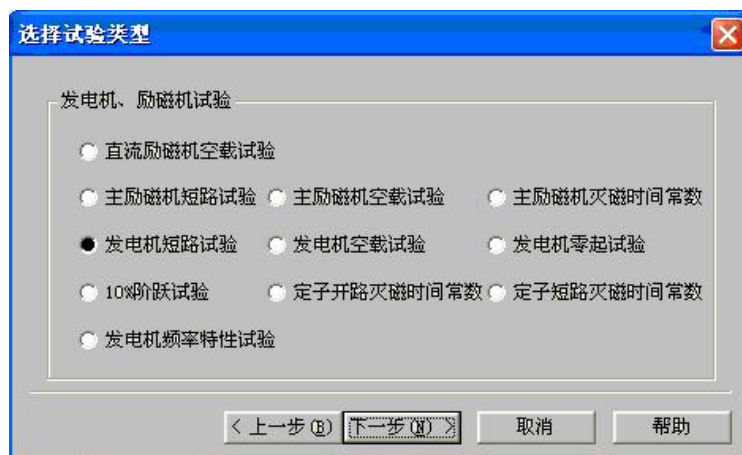 选择试验类型
发电机、励磁机试验
直流励磁机空载试验
主励磁机短路试验 主励磁机空载试验 主励磁机灭磁时间常数
发电机短路试验 发电机空载试验 发电机零起试验
10%阶跃试验 定子开路灭磁时间常数 定子短路灭磁时间常数
发电机频率特性试验
< 上一步(B) 下一步(N) > 取消 帮助